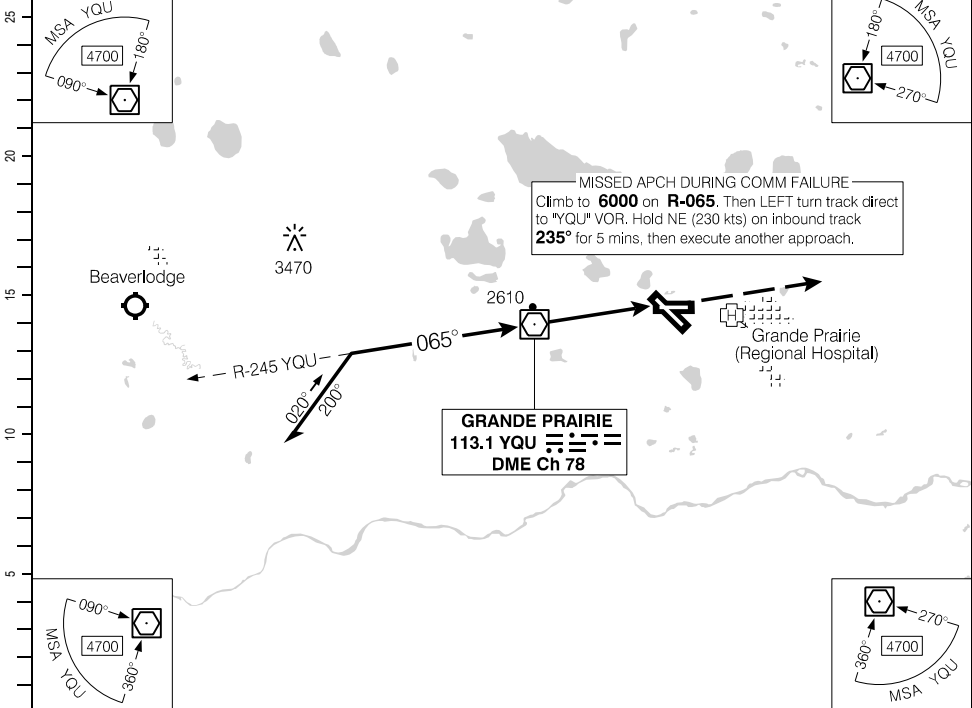 25
MSA YQU
4700
180°
090°
MSA YQU
180°
4700
270°
20
MISSED APCH DURING COMM FAILURE
Climb to 6000 on R-065. Then LEFT turn track direct
to "YQU" VOR. Hold NE (230 kts) on inbound track
235° for 5 mins, then execute another approach.
3470
Beaverlodge
15
2610
H
Grande Prairie
(Regional Hospital)
065°
R-245 YQU
020°
200°
10
GRANDE PRAIRIE
113.1 YQU
DME Ch 78
5
090°
4700
360°
MSA YQU
270°
4700
360°
MSA YQU